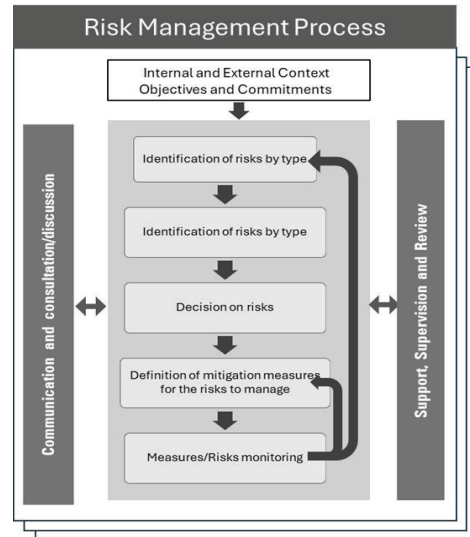 Risk Management Process
Internal and External Context
Objectives and Commitments
Communication and consultation/discussion
Identification of risks by type
Identification of risks by type
Decision on risks
Definition of mitigation measures
for the risks to manage
Measures/Risks monitoring
Support, Supervision and Review